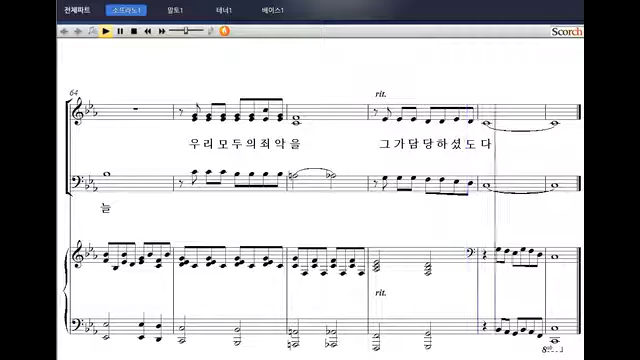 전체파트 소프라노1 알토1 테너1 베이스1
Scorch
64
rit.
우리모두의죄악을 그가담당하셨도다
늘
rit.
8vb